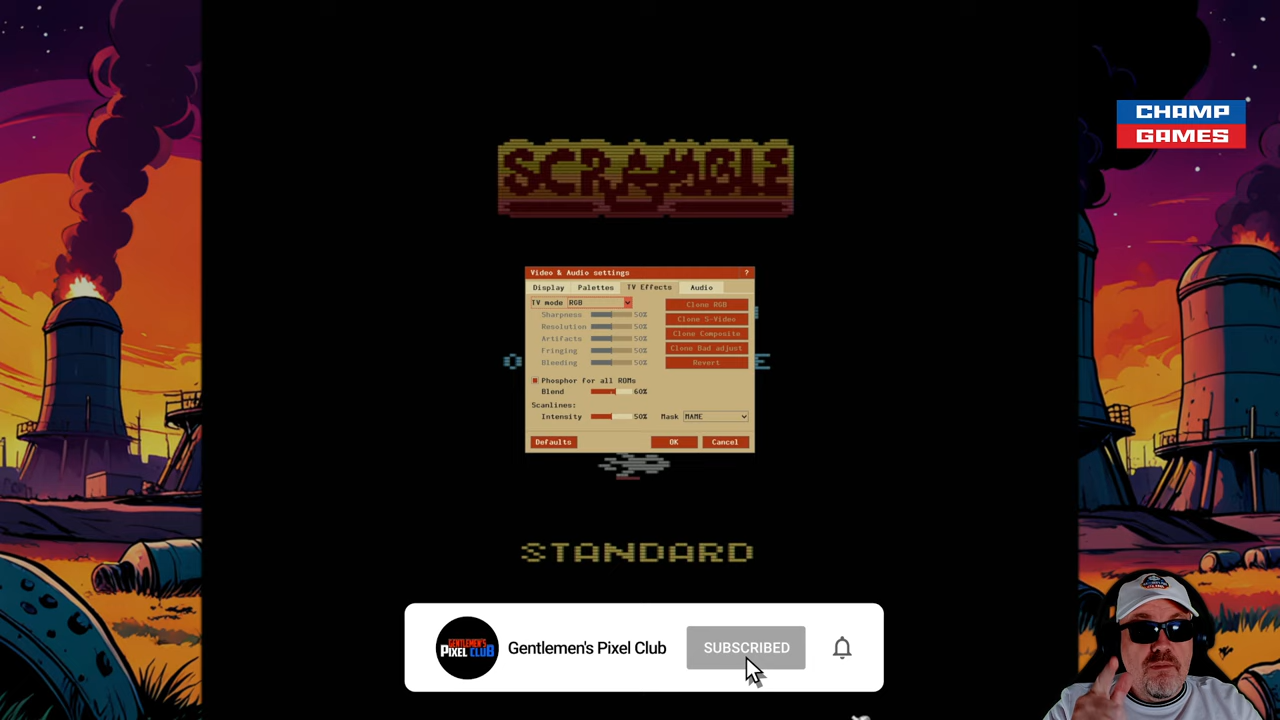 CHAMP
GAMES
SCRAMBLE
Video & Audio settings ?
Display Palettes TV Effects Audio
TV mode RGB
Sharpness 50%
Resolution 50%
Artifacts 50%
Fringing 50%
Bleeding 50%
Clone RGB
Clone S-Video
Clone Composite
Clone Bad adjust
Revert
Phosphor for all ROMs
Blend 60%
Scanlines:
Intensity 50% Mask MAME
Defaults OK Cancel
O
E
STANDARD
GENTLEMEN'S
PIXEL CLUB
Gentlemen's Pixel Club
SUBSCRIBED